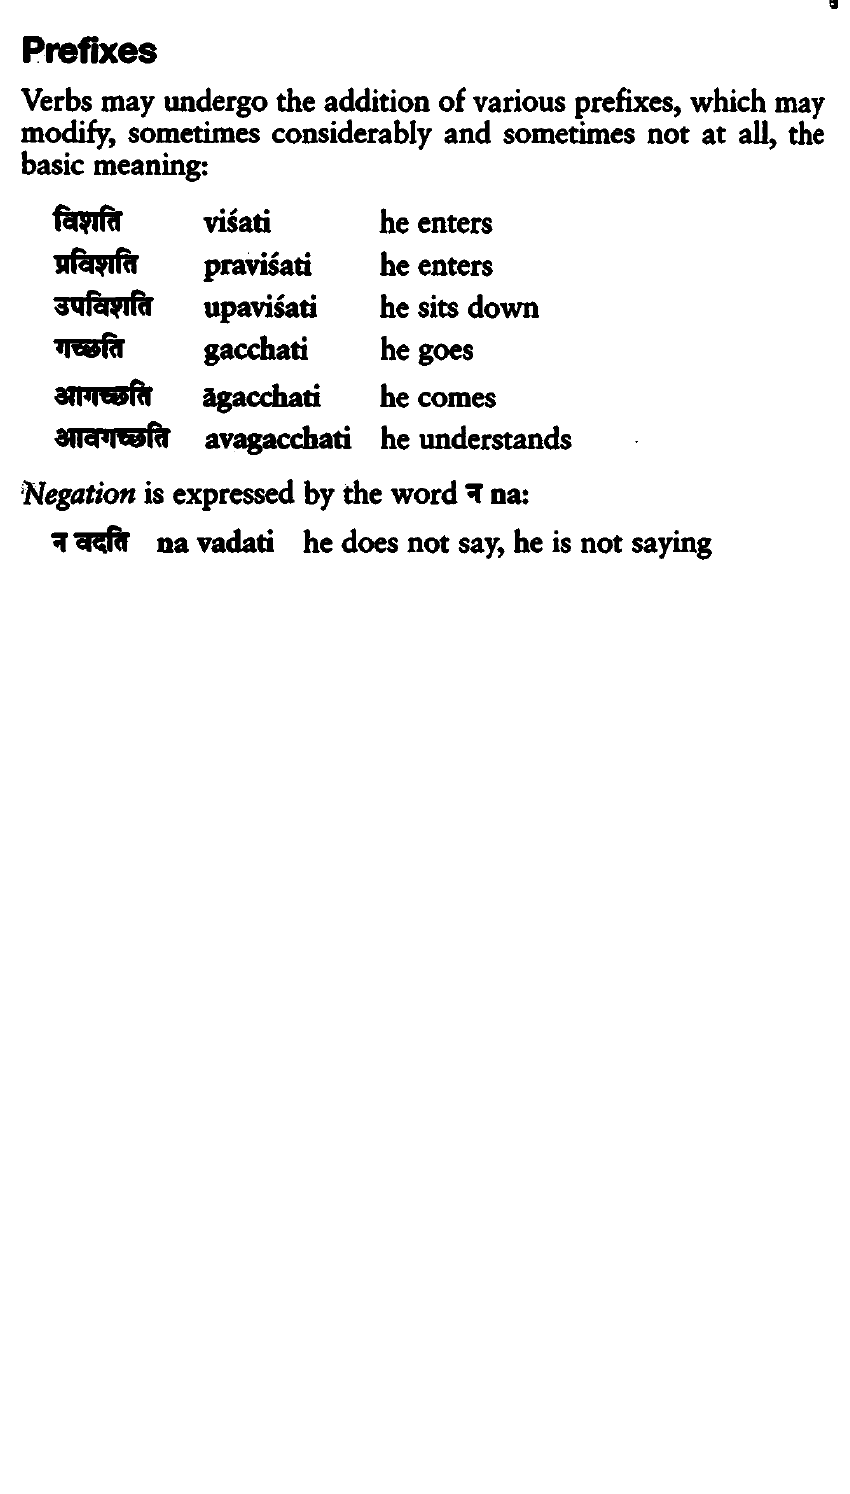 Prefixes
Verbs may undergo the addition of various prefixes, which may
modify, sometimes considerably and sometimes not at all, the
basic meaning:
विशति viśati he enters
प्रविशति praviśati he enters
उपविशति upaviśati he sits down
गच्छति gacchati he goes
आगच्छति āgacchati he comes
आवगच्छति avagacchati he understands
Negation is expressed by the word न na:
न वदति na vadati he does not say, he is not saying